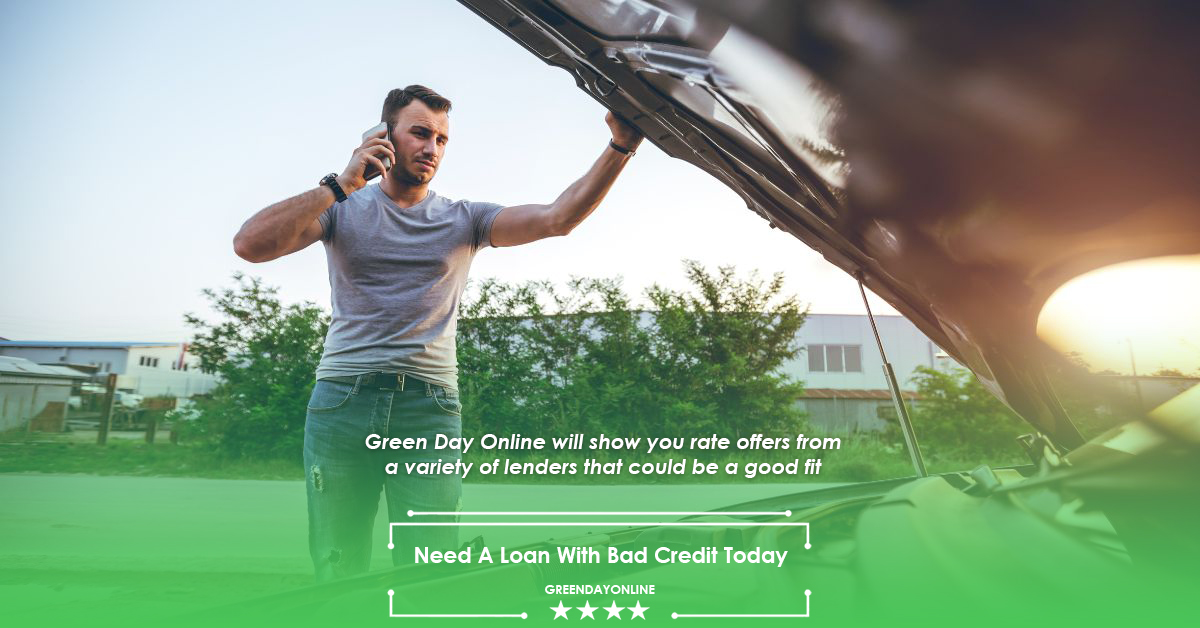 Green Day Online will show you rate offers from
a variety of lenders that could be a good fit
Need A Loan With Bad Credit Today
GREENDAYONLINE